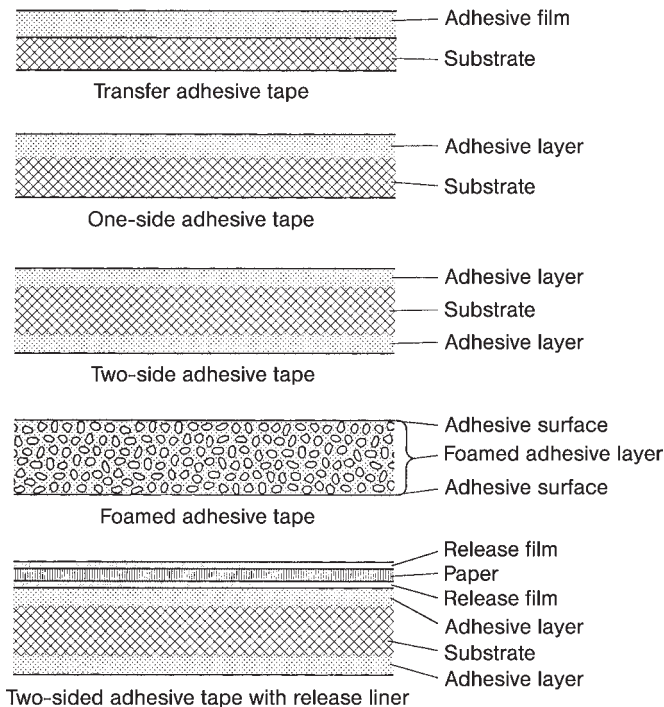 Adhesive film
Substrate
Transfer adhesive tape
Adhesive layer
Substrate
One-side adhesive tape
Adhesive layer
Substrate
Adhesive layer
Two-side adhesive tape
Adhesive surface
Foamed adhesive layer
Adhesive surface
Foamed adhesive tape
Release film
Paper
Release film
Adhesive layer
Substrate
Adhesive layer
Two-sided adhesive tape with release liner